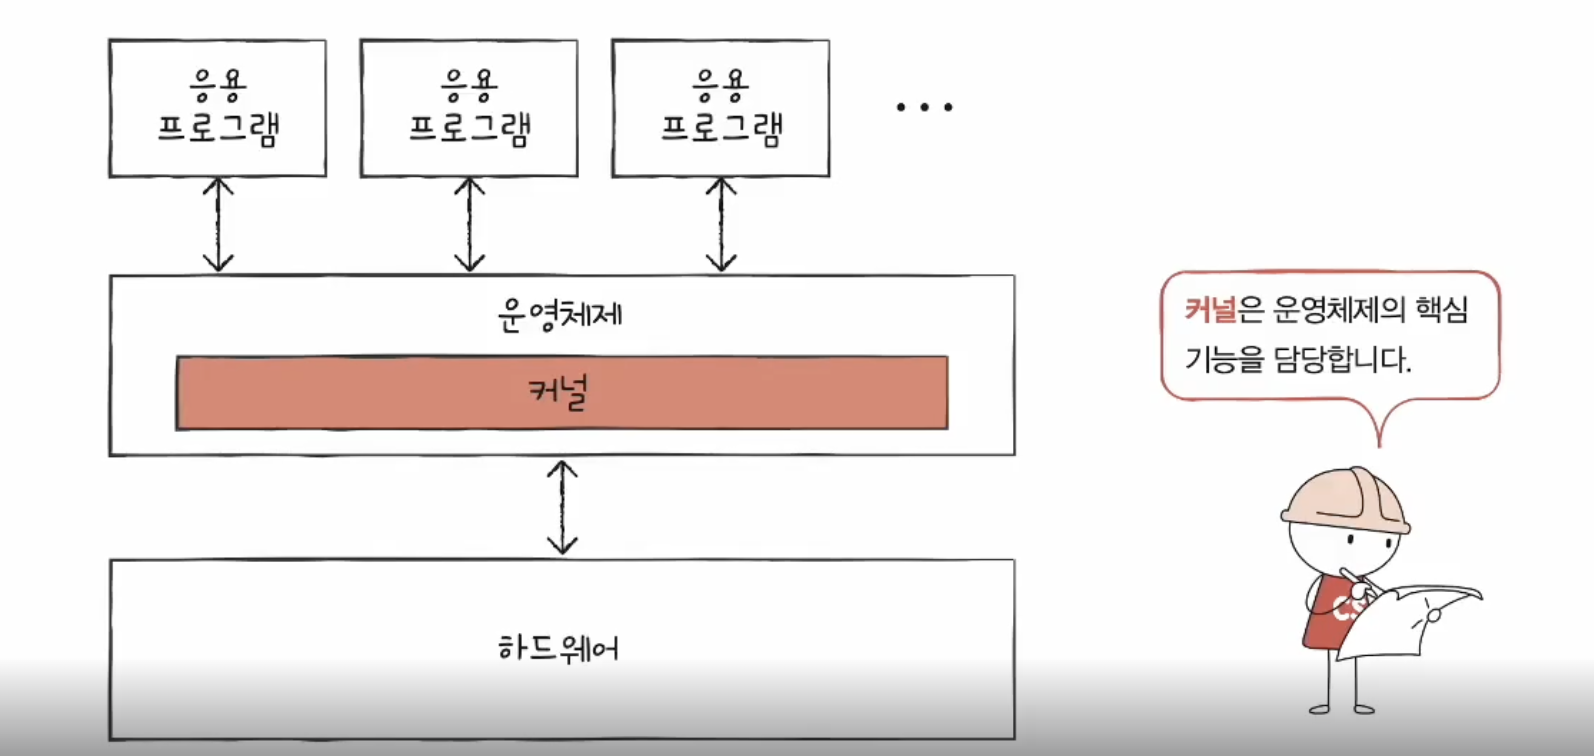 응용
프로그램
응용
프로그램
응용
프로그램
...
운영체제
커널
하드웨어
커널은 운영체제의 핵심
기능을 담당합니다.
CS